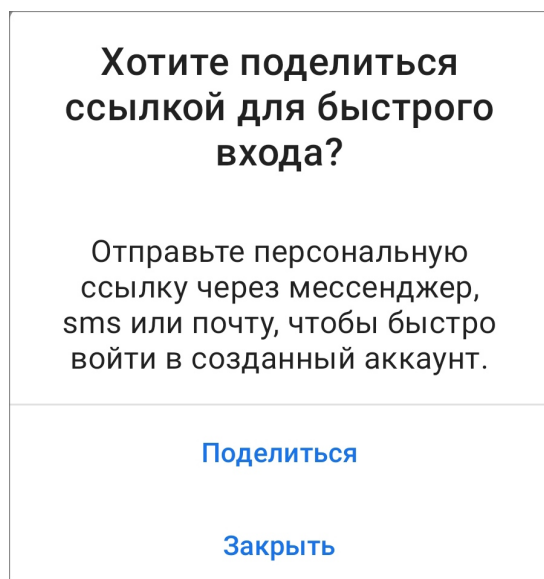 Хотите поделиться
ссылкой для быстрого
входа?
Отправьте персональную
ссылку через мессенджер,
sms или почту, чтобы быстро
войти в созданный аккаунт.
Поделиться
Закрыть